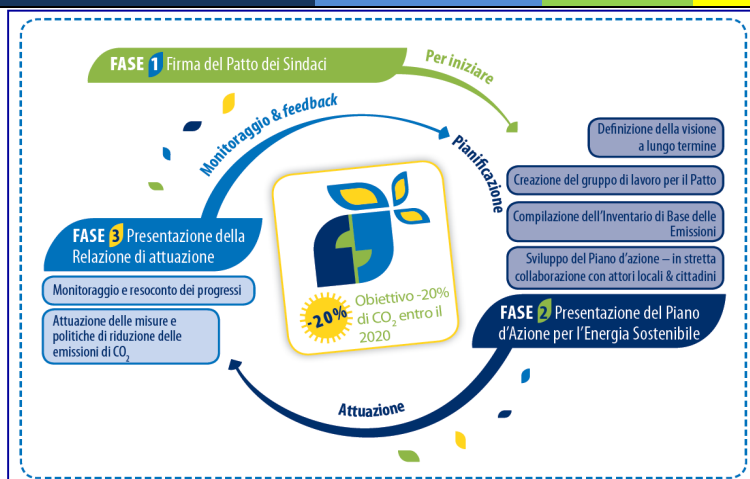 FASE 1 Firma del Patto dei Sindaci
Per iniziare
Monitoraggio & feedback
Pianificazione
Definizione della visione
a lungo termine
Creazione del gruppo di lavoro per il Patto
Compilazione dell'Inventario di Base delle
Emissioni
Sviluppo del Piano d'azione – in stretta
collaborazione con attori locali & cittadini
FASE 2 Presentazione del Piano
d'Azione per l'Energia Sostenibile
Attuazione
FASE 3 Presentazione della
Relazione di attuazione
Monitoraggio e resoconto dei progressi
Attuazione delle misure e
politiche di riduzione delle
emissioni di CO₂
-20%
Obiettivo -20%
di CO₂ entro il
2020